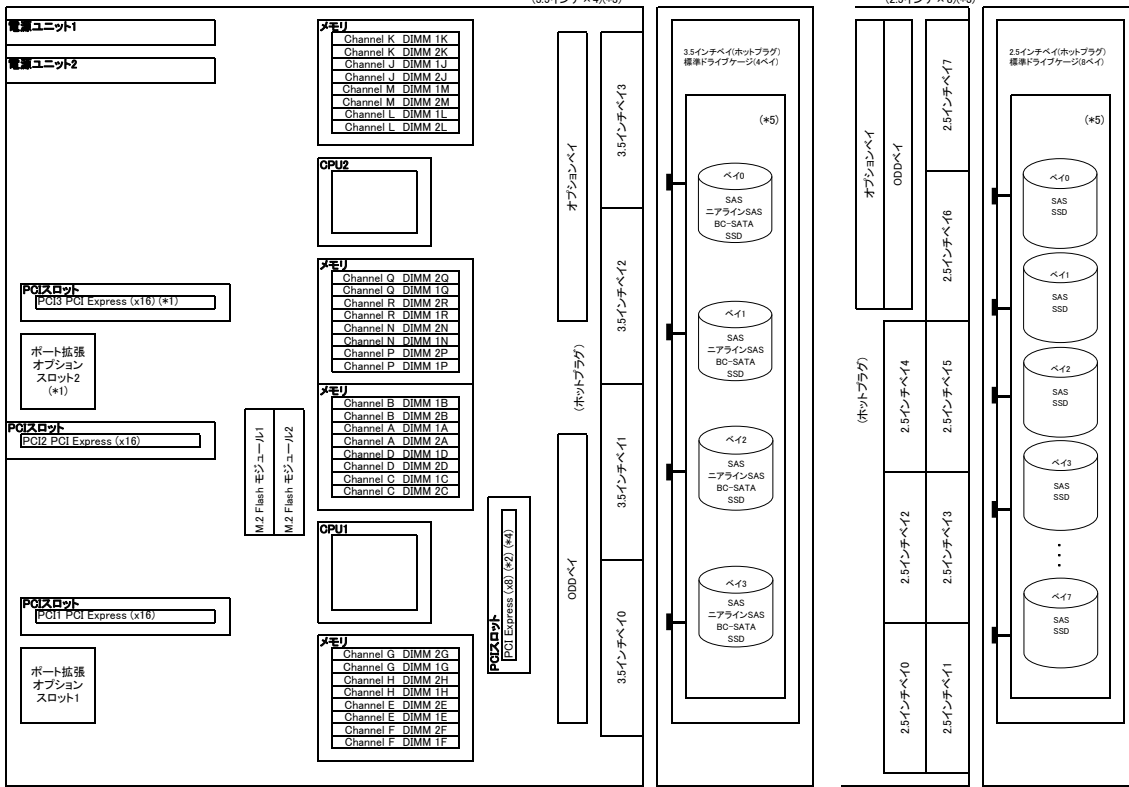 電源ユニット1
電源ユニット2
メモリ
Channel K DIMM 1K
Channel K DIMM 2K
Channel J DIMM 1J
Channel J DIMM 2J
Channel M DIMM 1M
Channel M DIMM 2M
Channel L DIMM 1L
Channel L DIMM 2L
CPU2
メモリ
Channel Q DIMM 2Q
Channel Q DIMM 1Q
Channel R DIMM 2R
Channel R DIMM 1R
Channel N DIMM 2N
Channel N DIMM 1N
Channel P DIMM 2P
Channel P DIMM 1P
PCIスロット
PCI3 PCI Express (x16) (*1)
ポート拡張
オプション
スロット2
(*1)
メモリ
Channel B DIMM 1B
Channel B DIMM 2B
Channel A DIMM 1A
Channel A DIMM 2A
Channel D DIMM 1D
Channel D DIMM 2D
Channel C DIMM 1C
Channel C DIMM 2C
PCIスロット
PCI2 PCI Express (x16)
M.2 Flash モジュール1
M.2 Flash モジュール2
CPU1
PCIスロット
PCI Express (x8) (*2) (*4)
PCIスロット
PCI1 PCI Express (x16)
ポート拡張
オプション
スロット1
メモリ
Channel G DIMM 2G
Channel G DIMM 1G
Channel H DIMM 2H
Channel H DIMM 1H
Channel E DIMM 2E
Channel E DIMM 1E
Channel F DIMM 2F
Channel F DIMM 1F
オプションベイ
(ホットプラグ)
ODDベイ
3.5インチベイ3
3.5インチベイ2
3.5インチベイ1
3.5インチベイ0
3.5インチベイ(ホットプラグ)
標準ドライブケージ(4ベイ)
(*5)
ベイ0
SAS
ニアラインSAS
BC-SATA
SSD
ベイ1
SAS
ニアラインSAS
BC-SATA
SSD
ベイ2
SAS
ニアラインSAS
BC-SATA
SSD
ベイ3
SAS
ニアラインSAS
BC-SATA
SSD
オプションベイ
ODDベイ
(ホットプラグ)
2.5インチベイ7
2.5インチベイ6
2.5インチベイ4
2.5インチベイ5
2.5インチベイ2
2.5インチベイ3
2.5インチベイ0
2.5インチベイ1
2.5インチベイ(ホットプラグ)
標準ドライブケージ(8ベイ)
(*5)
ベイ0
SAS
SSD
ベイ1
SAS
SSD
ベイ2
SAS
SSD
ベイ3
SAS
SSD
ベイ7
SAS
SSD